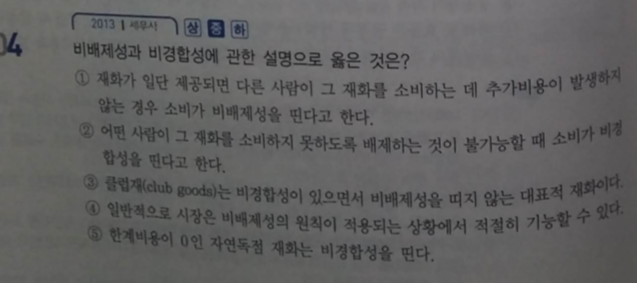 2013 | 세무사 상 중 하
04
비배제성과 비경합성에 관한 설명으로 옳은 것은?
① 재화가 일단 제공되면 다른 사람이 그 재화를 소비하는 데 추가비용이 발생하지
않는 경우 소비가 비배제성을 띤다고 한다.
② 어떤 사람이 그 재화를 소비하지 못하도록 배제하는 것이 불가능할 때 소비가 비경
합성을 띤다고 한다.
③ 클럽재(club goods)는 비경합성이 있으면서 비배제성을 띠지 않는 대표적 재화이다.
④ 일반적으로 시장은 비배제성의 원칙이 적용되는 상황에서 적절히 기능할 수 있다.
⑤ 한계비용이 0인 자연독점 재화는 비경합성을 띤다.